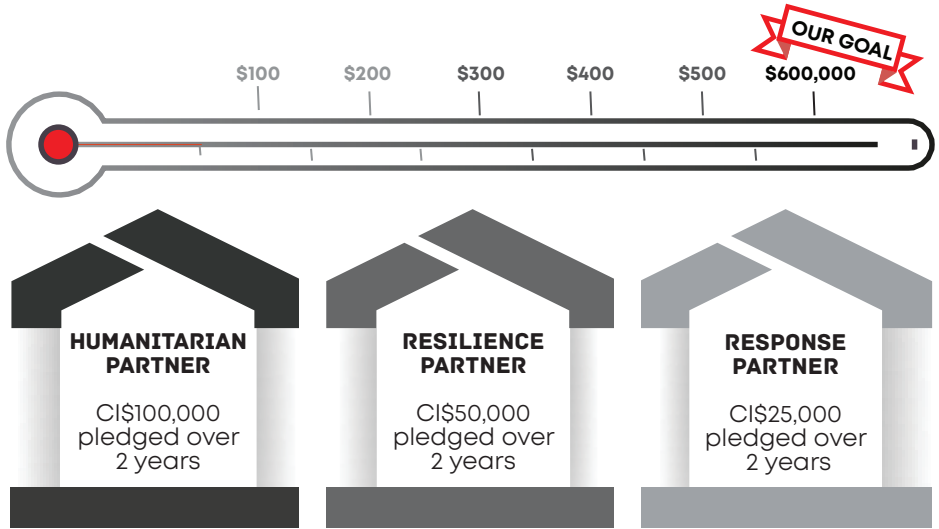 OUR GOAL
$100 $200 $300 $400 $500 $600,000
HUMANITARIAN
PARTNER
CI$100,000
pledged over
2 years
RESILIENCE
PARTNER
CI$50,000
pledged over
2 years
RESPONSE
PARTNER
CI$25,000
pledged over
2 years